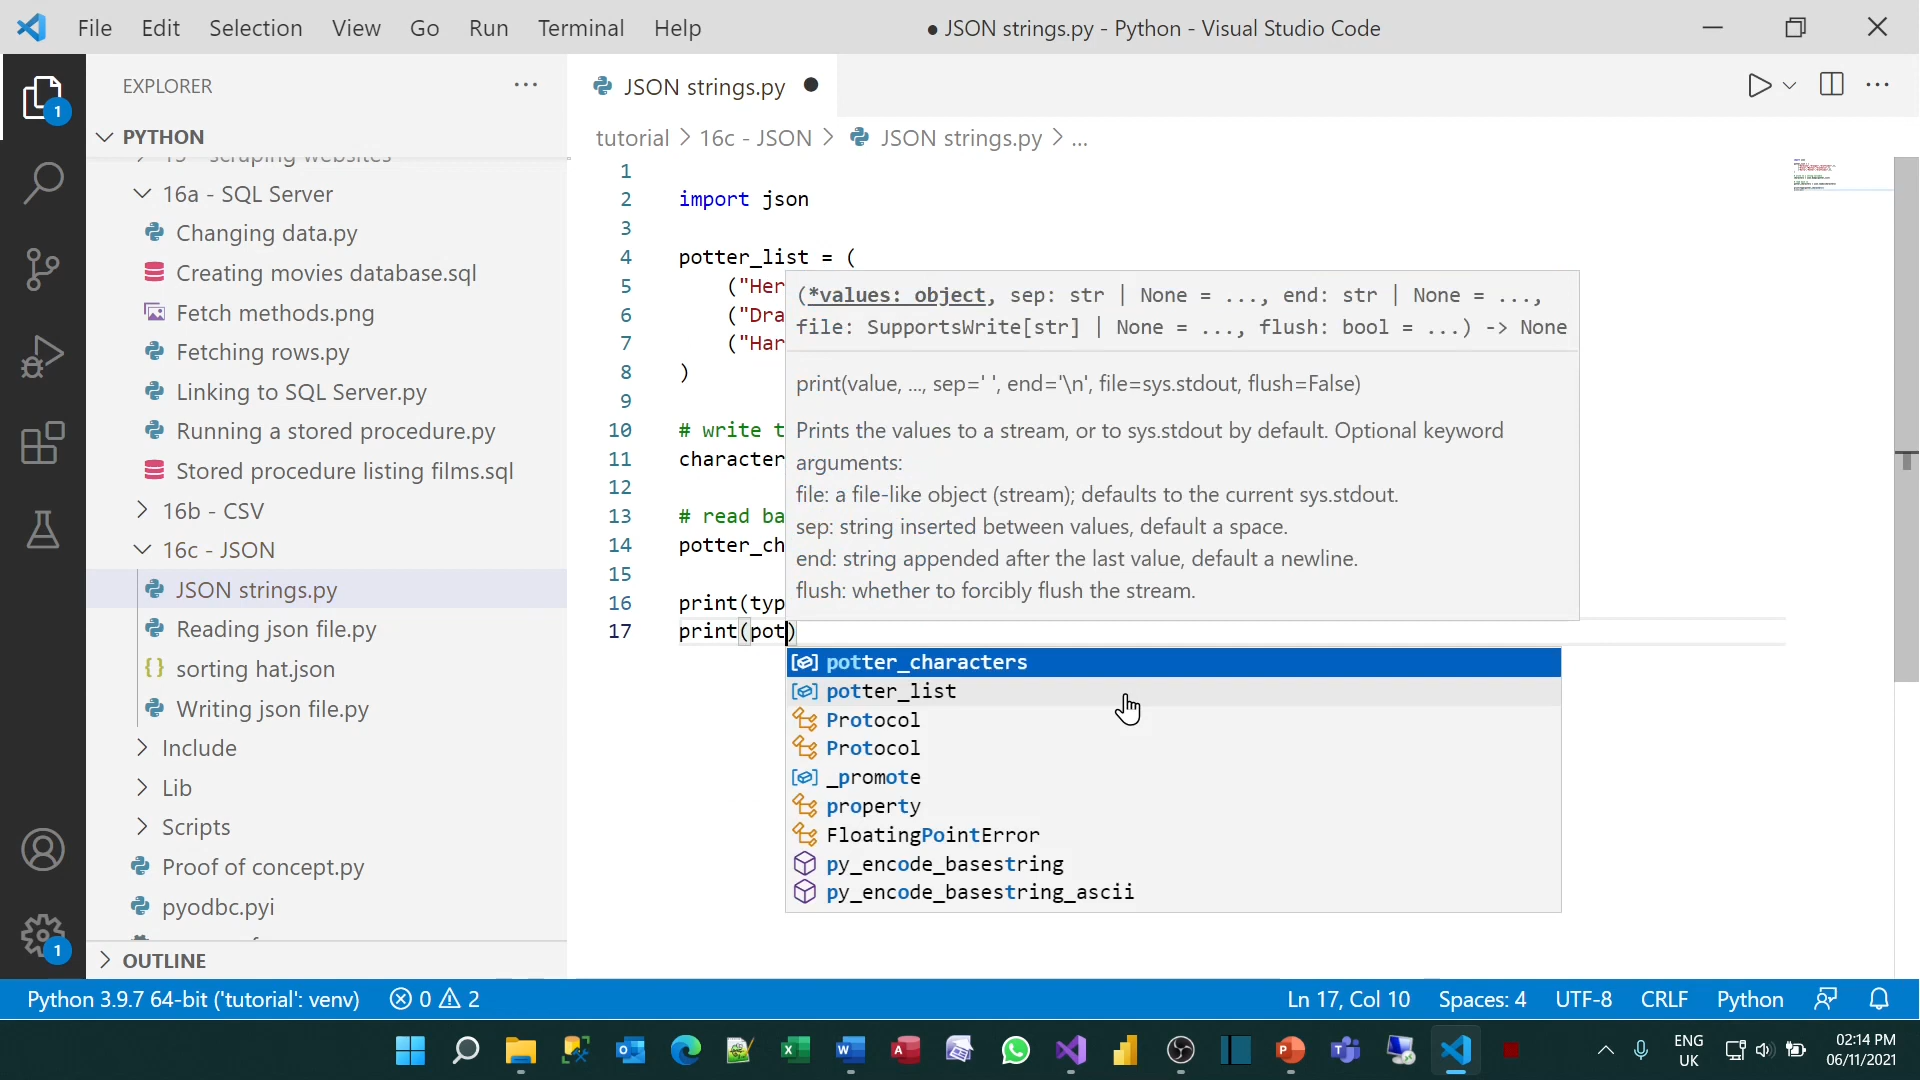 File Edit Selection View Go Run Terminal Help ● JSON strings.py - Python - Visual Studio Code
EXPLORER
JSON strings.py
PYTHON
tutorial > 16c - JSON > JSON strings.py > ...
15 - scraping websites
16a - SQL Server
Changing data.py
Creating movies database.sql
Fetch methods.png
Fetching rows.py
Linking to SQL Server.py
Running a stored procedure.py
Stored procedure listing films.sql
16b - CSV
16c - JSON
JSON strings.py
Reading json file.py
{} sorting hat.json
Writing json file.py
Include
Lib
Scripts
Proof of concept.py
pyodbc.pyi
OUTLINE
1
1
1
2 import json
3
4 potter_list = (
5 ("Her
6 ("Dra
7 ("Har
8 )
9
10 # write t
11 character
12
13 # read ba
14 potter_ch
15
16 print(typ
17 print(pot)
(*values: object, sep: str | None = ..., end: str | None = ...,
file: SupportsWrite[str] | None = ..., flush: bool = ...) -> None
print(value, ..., sep=' ', end='\n', file=sys.stdout, flush=False)
Prints the values to a stream, or to sys.stdout by default. Optional keyword
arguments:
file: a file-like object (stream); defaults to the current sys.stdout.
sep: string inserted between values, default a space.
end: string appended after the last value, default a newline.
flush: whether to forcibly flush the stream.
potter_characters
potter_list
Protocol
Protocol
_promote
property
FloatingPointError
py_encode_basestring
py_encode_basestring_ascii
Python 3.9.7 64-bit ('tutorial': venv) 0 2 Ln 17, Col 10 Spaces: 4 UTF-8 CRLF Python
ENG
UK
02:14 PM
06/11/2021